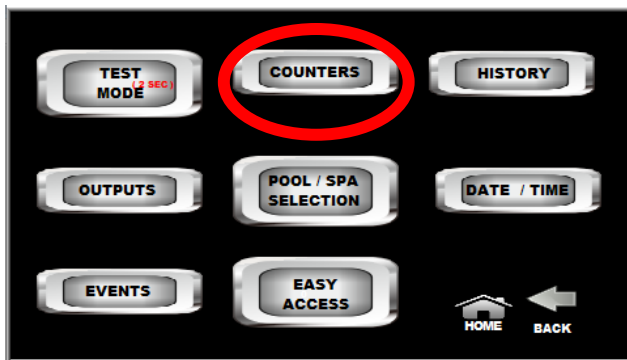 TEST
MODE
( 2 SEC )
COUNTERS
HISTORY
OUTPUTS
POOL / SPA
SELECTION
DATE / TIME
EVENTS
EASY
ACCESS
HOME
BACK